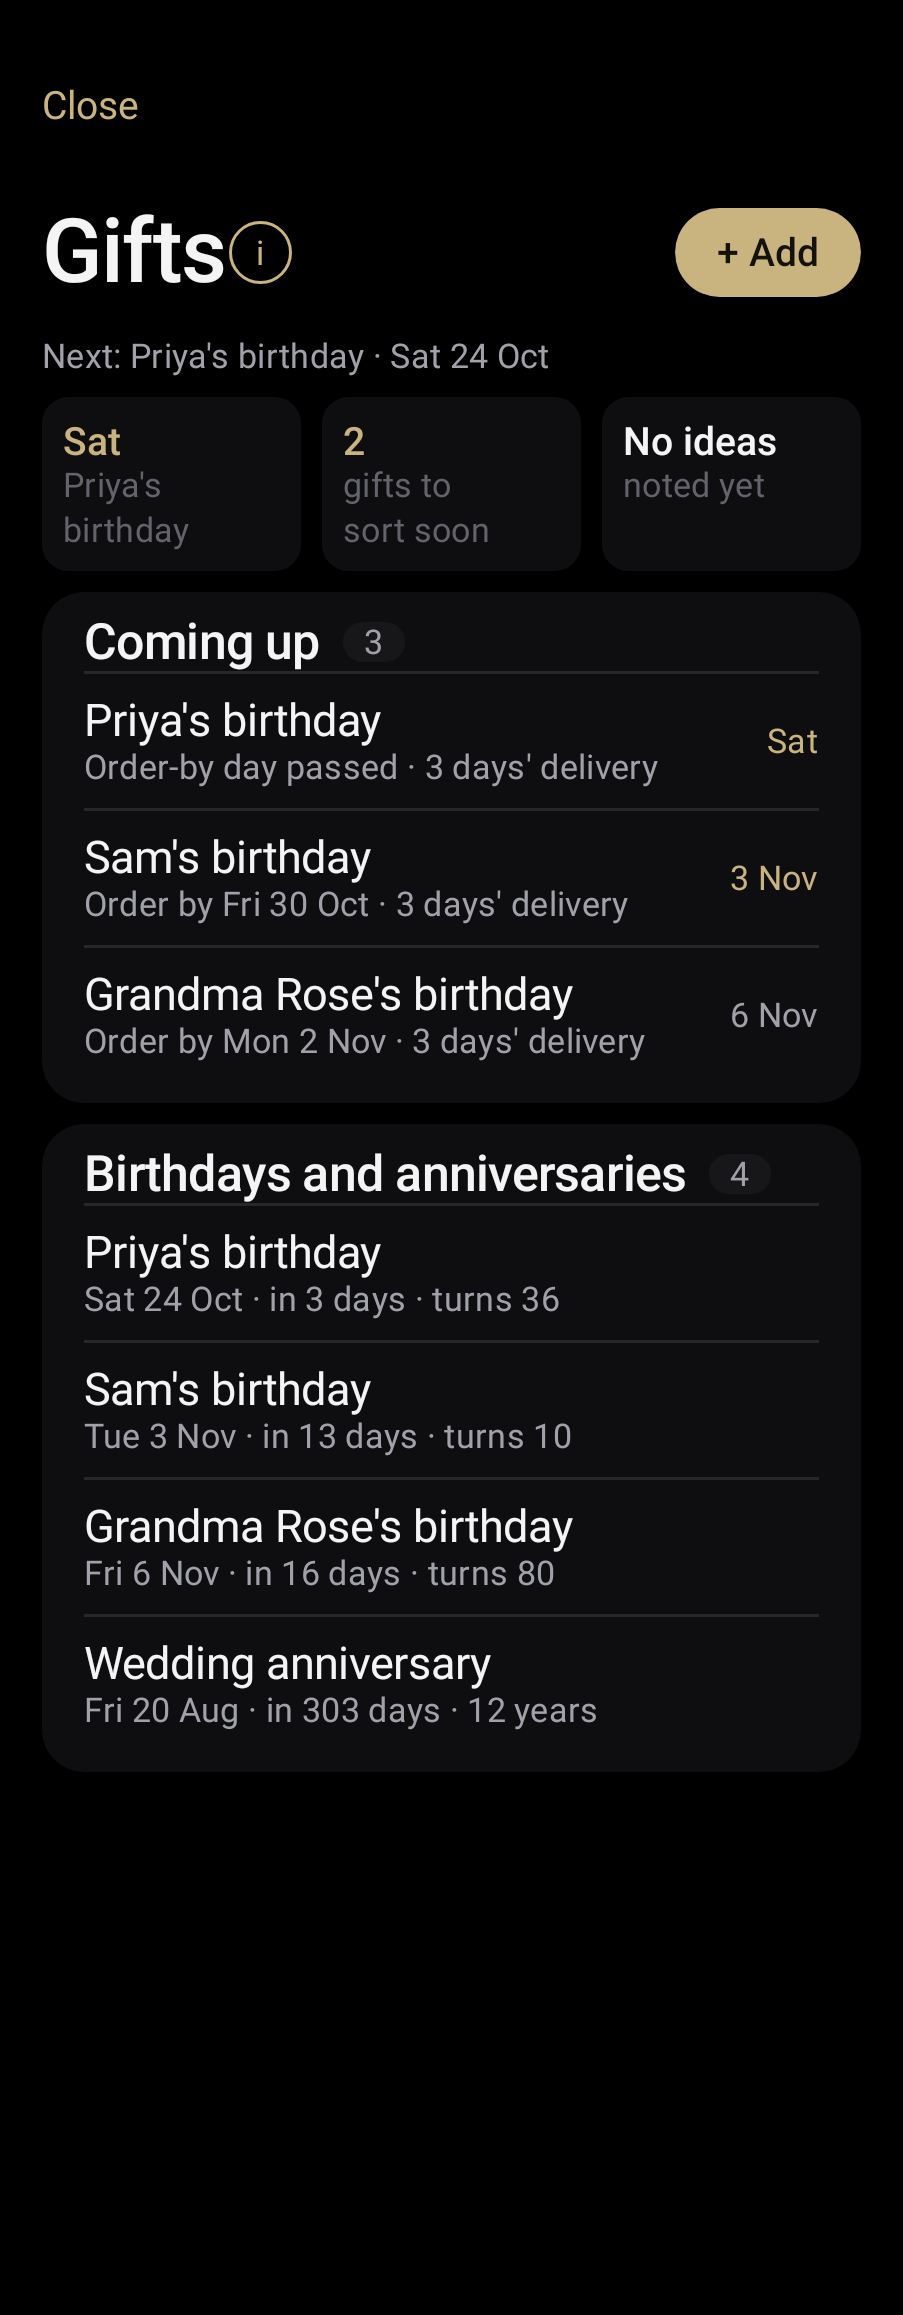 Close
Gifts i
+ Add
Next: Priya's birthday · Sat 24 Oct
Sat
Priya's
birthday
2
gifts to
sort soon
No ideas
noted yet
Coming up 3
Priya's birthday
Order-by day passed · 3 days' delivery
Sat
Sam's birthday
Order by Fri 30 Oct · 3 days' delivery
3 Nov
Grandma Rose's birthday
Order by Mon 2 Nov · 3 days' delivery
6 Nov
Birthdays and anniversaries 4
Priya's birthday
Sat 24 Oct · in 3 days · turns 36
Sam's birthday
Tue 3 Nov · in 13 days · turns 10
Grandma Rose's birthday
Fri 6 Nov · in 16 days · turns 80
Wedding anniversary
Fri 20 Aug · in 303 days · 12 years